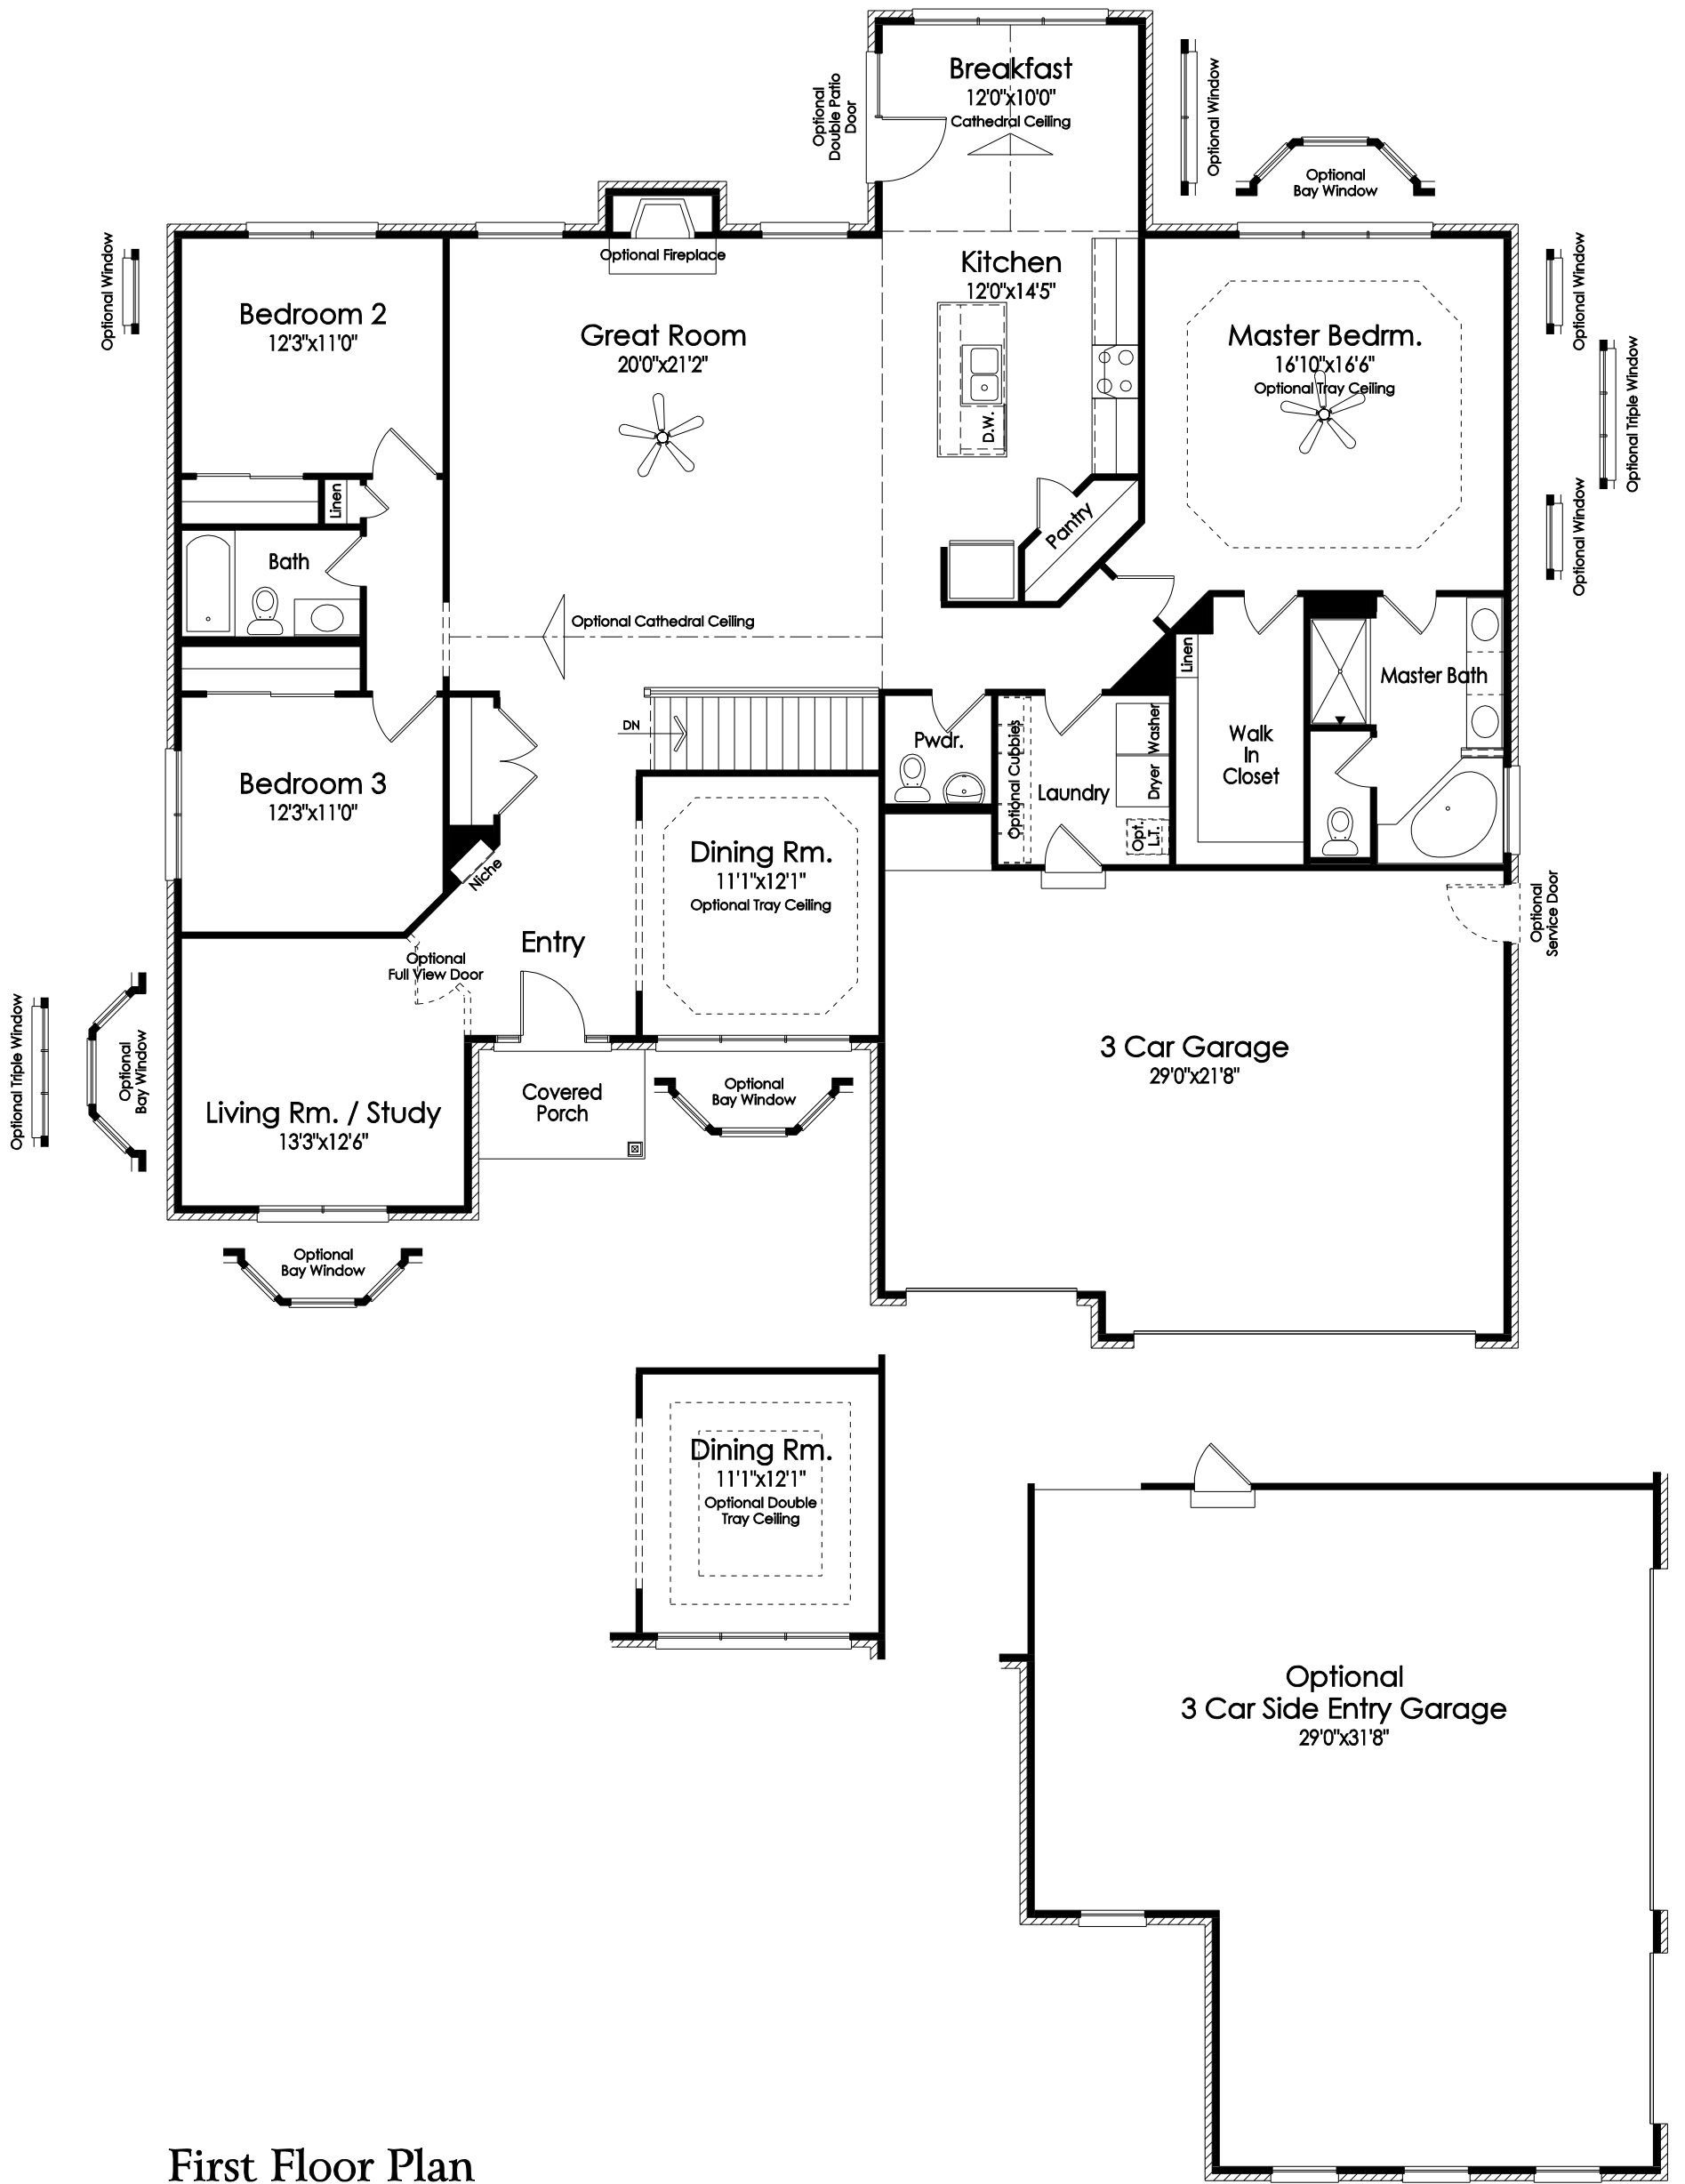 Breakfast
12'0"x10'0"
Cathedral Ceiling
Optional
Double Patio
Door
Optional Window
Optional
Bay Window
Optional Window
Optional Fireplace
Kitchen
12'0"x14'5"
D.W.
Pantry
Bedroom 2
12'3"x11'0"
Great Room
20'0"x21'2"
Master Bedrm.
16'10"x16'6"
Optional Tray Ceiling
Optional Window
Optional Triple Window
Optional Window
Linen
Bath
Optional Cathedral Ceiling
Linen
Master Bath
DN
Pwdr.
Optional Cubbies
Laundry
Washer
Dryer
Opt.
L.T.
Walk
In
Closet
Bedroom 3
12'3"x11'0"
Niche
Dining Rm.
11'1"x12'1"
Optional Tray Ceiling
Entry
Optional
Full View Door
Optional
Service Door
Optional Triple Window
Optional
Bay Window
Living Rm. / Study
13'3"x12'6"
Covered
Porch
Optional
Bay Window
3 Car Garage
29'0"x21'8"
Optional
Bay Window
Dining Rm.
11'1"x12'1"
Optional Double
Tray Ceiling
Optional
3 Car Side Entry Garage
29'0"x31'8"
First Floor Plan